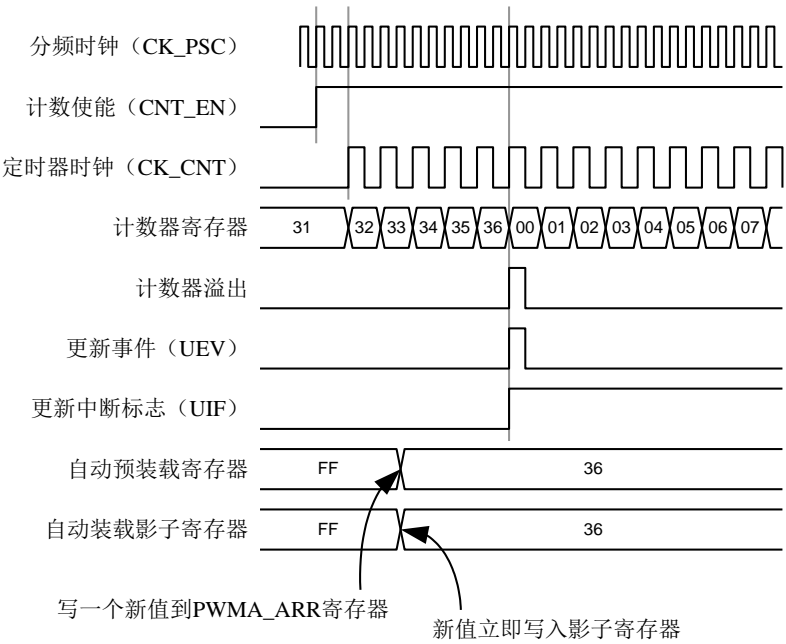 分频时钟（CK_PSC）
计数使能（CNT_EN）
定时器时钟（CK_CNT）
计数器寄存器 31 32 33 34 35 36 00 01 02 03 04 05 06 07
计数器溢出
更新事件（UEV）
更新中断标志（UIF）
自动预装载寄存器 FF 36
自动装载影子寄存器 FF 36
写一个新值到PWMA_ARR寄存器
新值立即写入影子寄存器